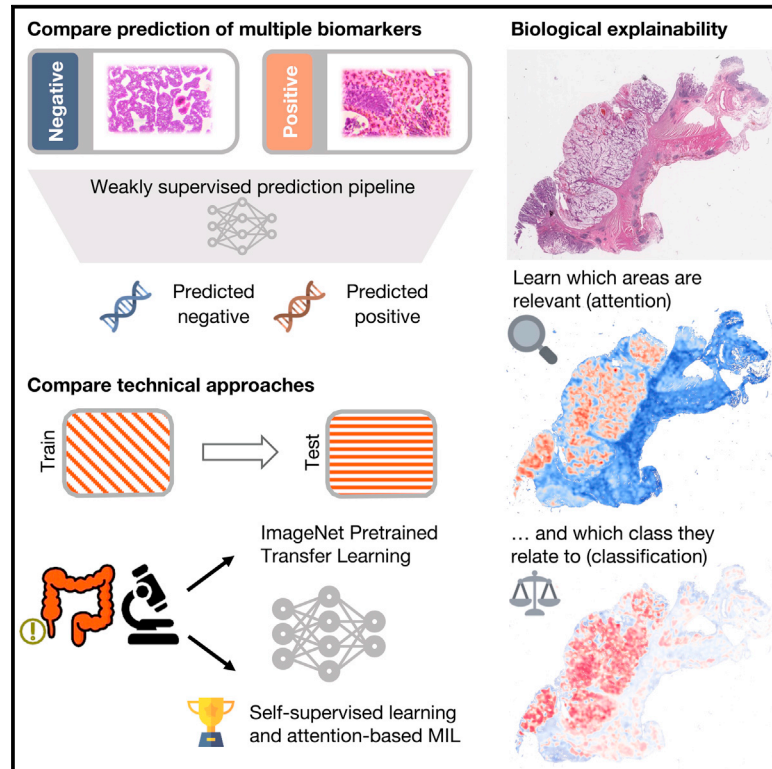 Compare prediction of multiple biomarkers
Negative
Positive
Weakly supervised prediction pipeline
Predicted
negative
Predicted
positive
Compare technical approaches
Train
Test
ImageNet Pretrained
Transfer Learning
Self-supervised learning
and attention-based MIL
Biological explainability
Learn which areas are
relevant (attention)
... and which class they
relate to (classification)